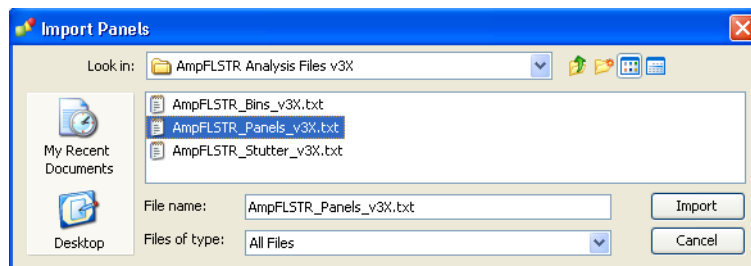 Import Panels
Look in: AmpFLSTR Analysis Files v3X
AmpFLSTR_Bins_v3X.txt
AmpFLSTR_Panels_v3X.txt
AmpFLSTR_Stutter_v3X.txt
My Recent
Documents
Desktop
File name: AmpFLSTR_Panels_v3X.txt Import
Files of type: All Files Cancel